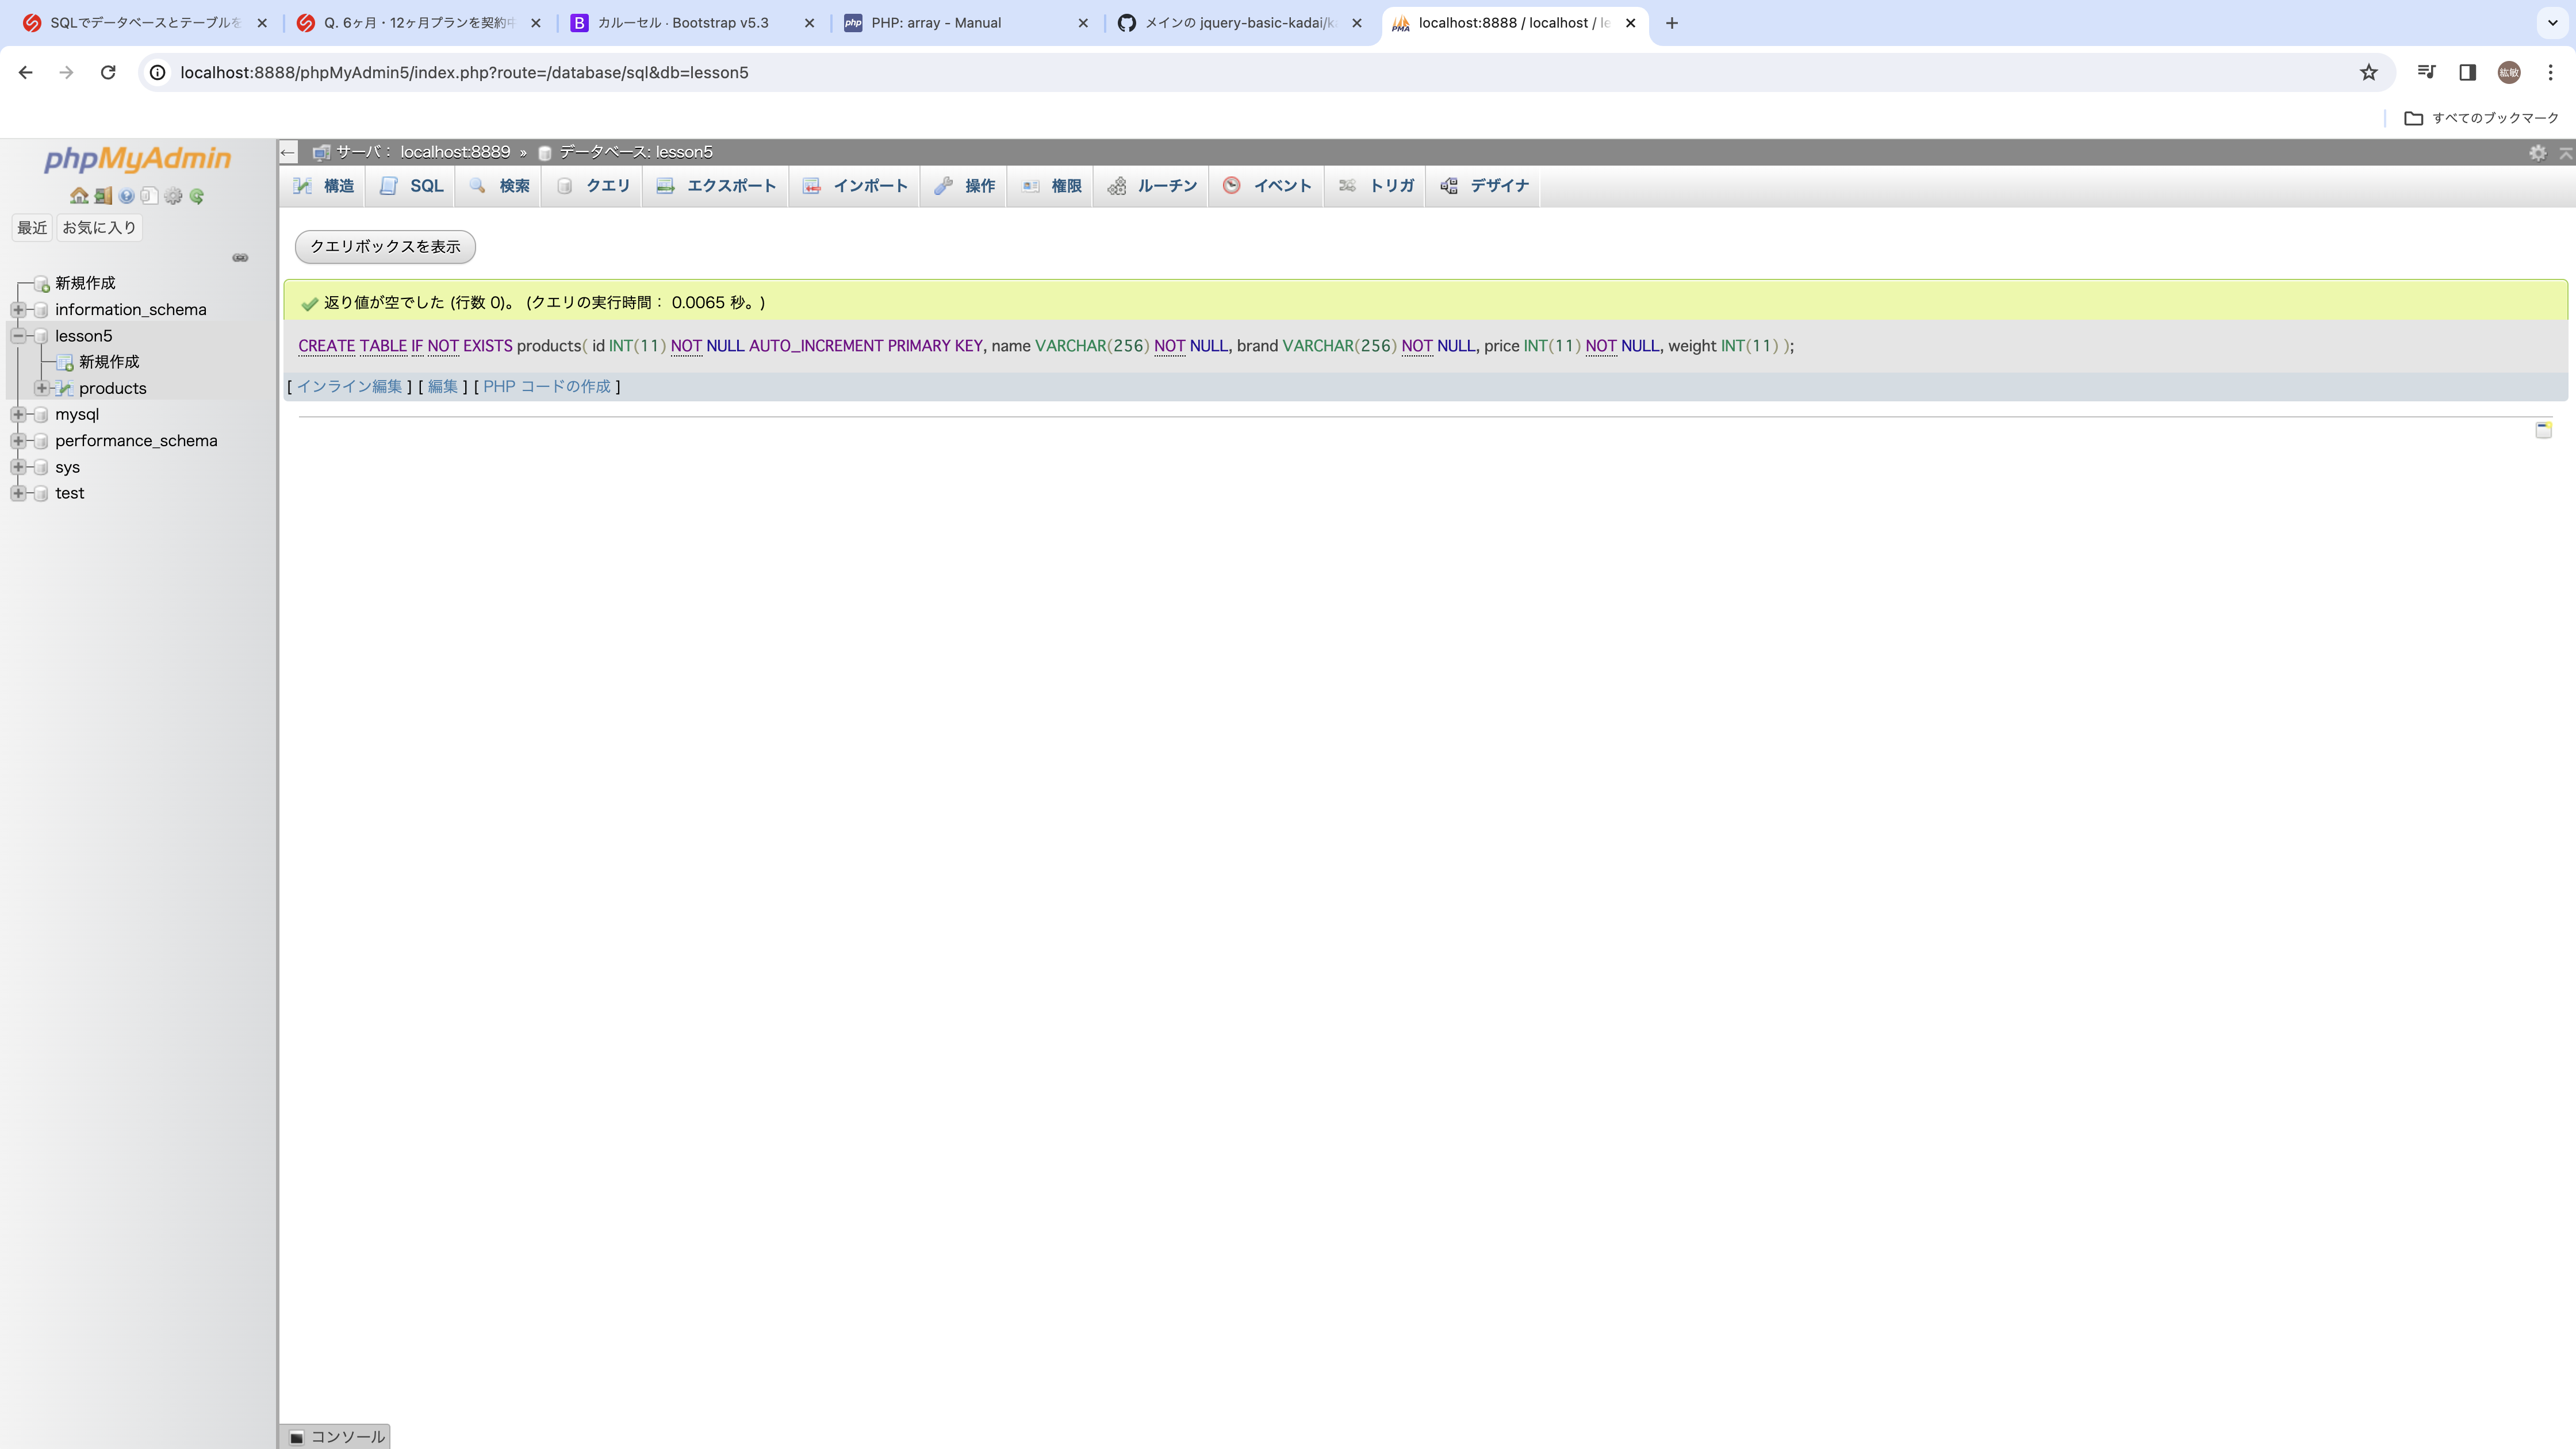 SQLでデータベースとテーブルを
Q. 6ヶ月・12ヶ月プランを契約中
カルーセル · Bootstrap v5.3
PHP: array - Manual
メインの jquery-basic-kadai/k
localhost:8888 / localhost / le
localhost:8888/phpMyAdmin5/index.php?route=/database/sql&db=lesson5
紘敏
すべてのブックマーク
phpMyAdmin
最近 お気に入り
新規作成
information_schema
lesson5
新規作成
products
mysql
performance_schema
sys
test
サーバ: localhost:8889 » データベース: lesson5
構造 SQL 検索 クエリ エクスポート インポート 操作 権限 ルーチン イベント トリガ デザイナ
クエリボックスを表示
返り値が空でした (行数 0)。 (クエリの実行時間: 0.0065 秒。)
CREATE TABLE IF NOT EXISTS products( id INT(11) NOT NULL AUTO_INCREMENT PRIMARY KEY, name VARCHAR(256) NOT NULL, brand VARCHAR(256) NOT NULL, price INT(11) NOT NULL, weight INT(11) );
[ インライン編集 ] [ 編集 ] [ PHP コードの作成 ]
コンソール